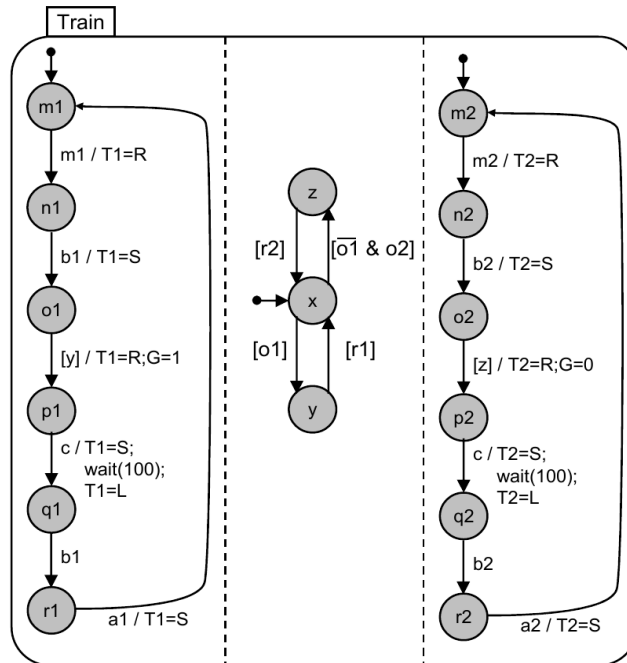 Train
m1
m1 / T1=R
n1
b1 / T1=S
o1
[y] / T1=R;G=1
p1
c / T1=S;
wait(100);
T1=L
q1
b1
r1
a1 / T1=S
z
[r2]
[o1̅ & o2]
x
[o1]
[r1]
y
m2
m2 / T2=R
n2
b2 / T2=S
o2
[z] / T2=R;G=0
p2
c / T2=S;
wait(100);
T2=L
q2
b2
r2
a2 / T2=S